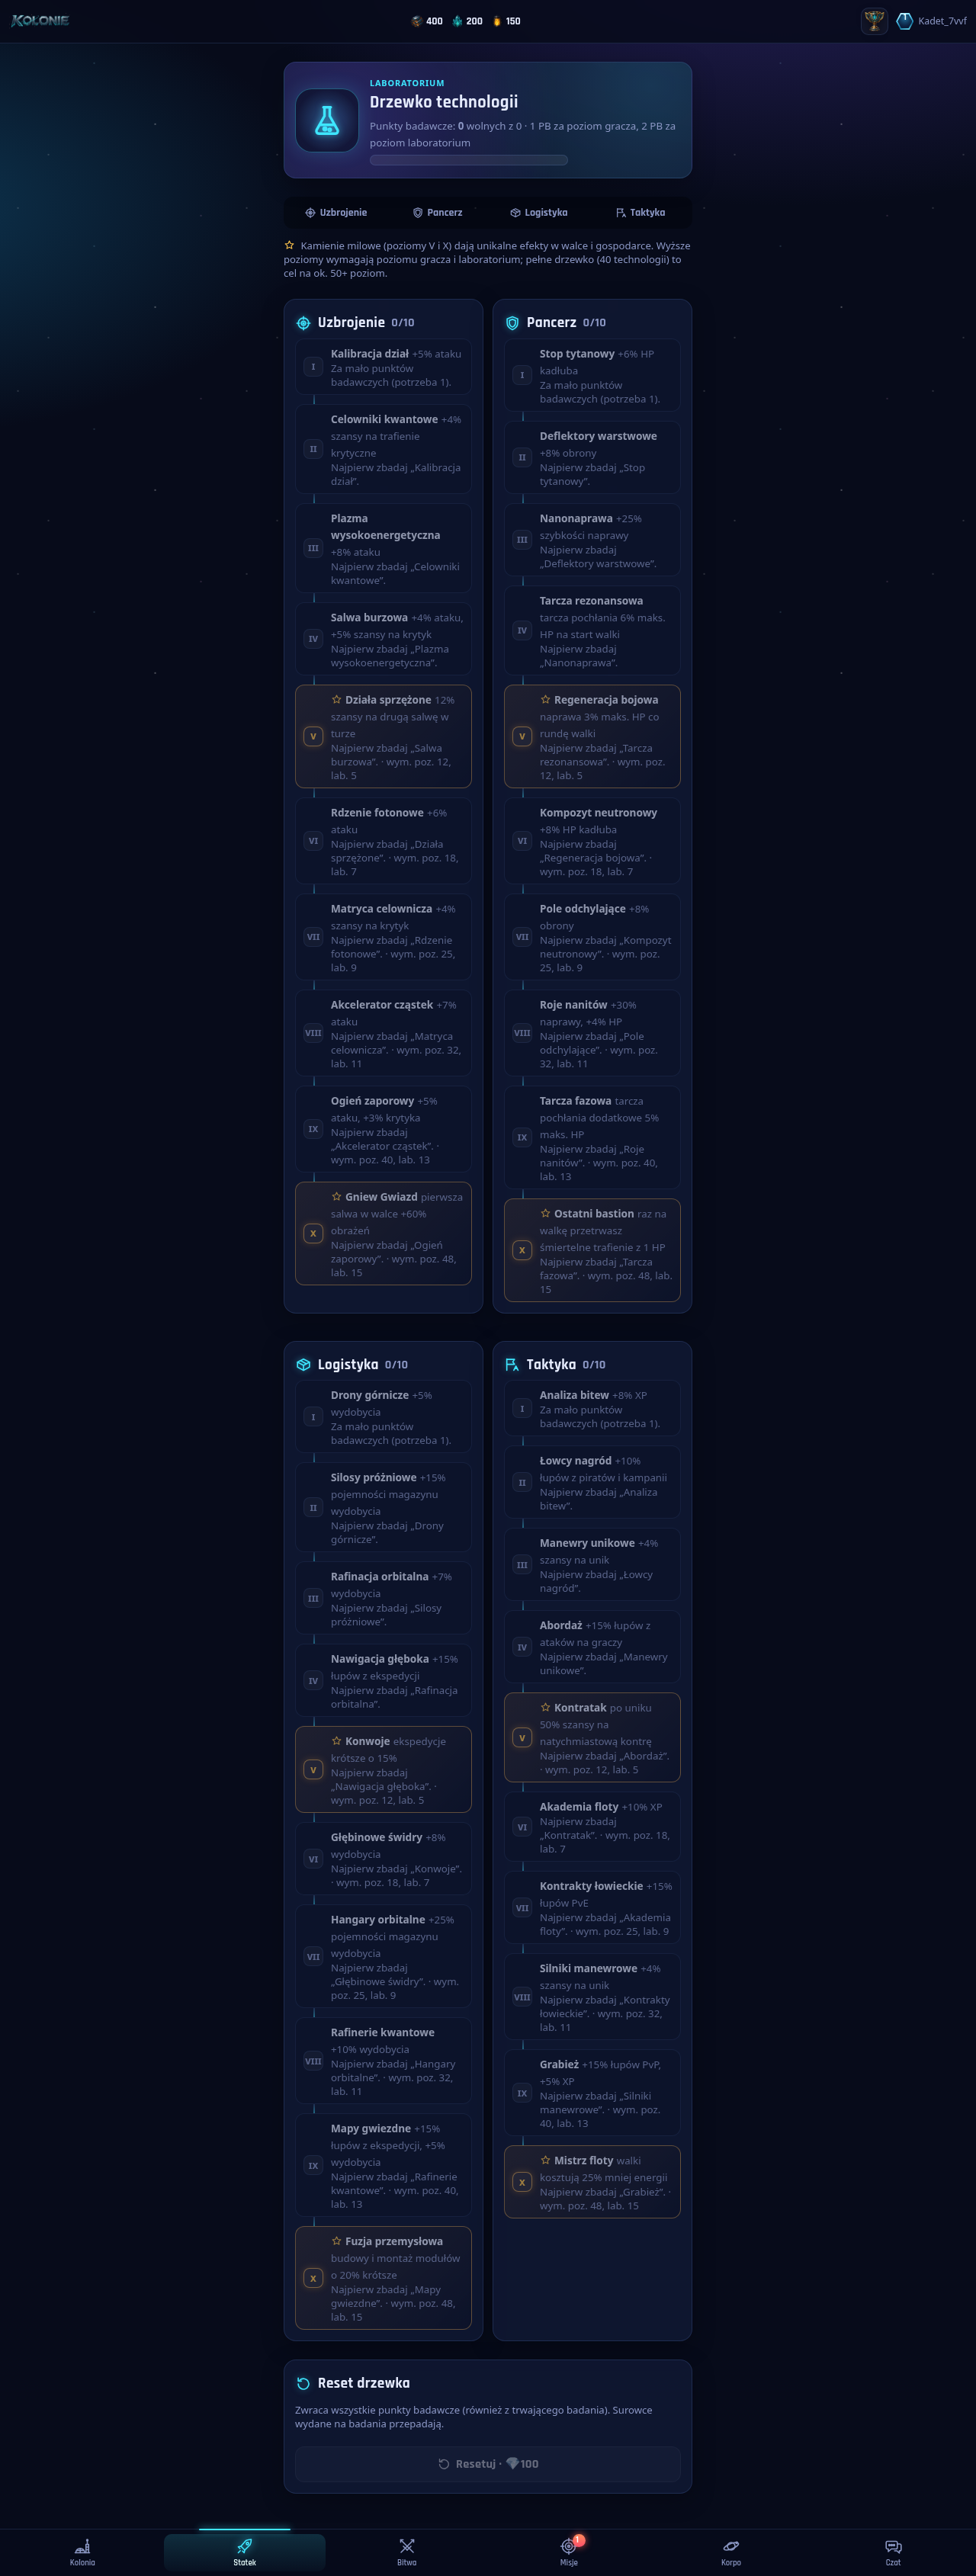 KOLONIE
400 200 150
Kadet_7vvf
LABORATORIUM
Drzewko technologii
Punkty badawcze: 0 wolnych z 0 · 1 PB za poziom gracza, 2 PB za
poziom laboratorium
Uzbrojenie Pancerz Logistyka Taktyka
Kamienie milowe (poziomy V i X) dają unikalne efekty w walce i gospodarce. Wyższe
poziomy wymagają poziomu gracza i laboratorium; pełne drzewko (40 technologii) to
cel na ok. 50+ poziom.
Uzbrojenie 0/10
I
Kalibracja dział +5% ataku
Za mało punktów
badawczych (potrzeba 1).
II
Celowniki kwantowe +4%
szansy na trafienie
krytyczne
Najpierw zbadaj „Kalibracja
dział”.
III
Plazma
wysokoenergetyczna
+8% ataku
Najpierw zbadaj „Celowniki
kwantowe”.
IV
Salwa burzowa +4% ataku,
+5% szansy na krytyk
Najpierw zbadaj „Plazma
wysokoenergetyczna”.
V
Działa sprzężone 12%
szansy na drugą salwę w
turze
Najpierw zbadaj „Salwa
burzowa”. · wym. poz. 12,
lab. 5
VI
Rdzenie fotonowe +6%
ataku
Najpierw zbadaj „Działa
sprzężone”. · wym. poz. 18,
lab. 7
VII
Matryca celownicza +4%
szansy na krytyk
Najpierw zbadaj „Rdzenie
fotonowe”. · wym. poz. 25,
lab. 9
VIII
Akcelerator cząstek +7%
ataku
Najpierw zbadaj „Matryca
celownicza”. · wym. poz. 32,
lab. 11
IX
Ogień zaporowy +5%
ataku, +3% krytyka
Najpierw zbadaj
„Akcelerator cząstek”. ·
wym. poz. 40, lab. 13
X
Gniew Gwiazd pierwsza
salwa w walce +60%
obrażeń
Najpierw zbadaj „Ogień
zaporowy”. · wym. poz. 48,
lab. 15
Pancerz 0/10
I
Stop tytanowy +6% HP
kadłuba
Za mało punktów
badawczych (potrzeba 1).
II
Deflektory warstwowe
+8% obrony
Najpierw zbadaj „Stop
tytanowy”.
III
Nanonaprawa +25%
szybkości naprawy
Najpierw zbadaj
„Deflektory warstwowe”.
IV
Tarcza rezonansowa
tarcza pochłania 6% maks.
HP na start walki
Najpierw zbadaj
„Nanonaprawa”.
V
Regeneracja bojowa
naprawa 3% maks. HP co
rundę walki
Najpierw zbadaj „Tarcza
rezonansowa”. · wym. poz.
12, lab. 5
VI
Kompozyt neutronowy
+8% HP kadłuba
Najpierw zbadaj
„Regeneracja bojowa”. ·
wym. poz. 18, lab. 7
VII
Pole odchylające +8%
obrony
Najpierw zbadaj „Kompozyt
neutronowy”. · wym. poz.
25, lab. 9
VIII
Roje nanitów +30%
naprawy, +4% HP
Najpierw zbadaj „Pole
odchylające”. · wym. poz.
32, lab. 11
IX
Tarcza fazowa tarcza
pochłania dodatkowe 5%
maks. HP
Najpierw zbadaj „Roje
nanitów”. · wym. poz. 40,
lab. 13
X
Ostatni bastion raz na
walkę przetrwasz
śmiertelne trafienie z 1 HP
Najpierw zbadaj „Tarcza
fazowa”. · wym. poz. 48, lab.
15
Logistyka 0/10
I
Drony górnicze +5%
wydobycia
Za mało punktów
badawczych (potrzeba 1).
II
Silosy próżniowe +15%
pojemności magazynu
wydobycia
Najpierw zbadaj „Drony
górnicze”.
III
Rafinacja orbitalna +7%
wydobycia
Najpierw zbadaj „Silosy
próżniowe”.
IV
Nawigacja głęboka +15%
łupów z ekspedycji
Najpierw zbadaj „Rafinacja
orbitalna”.
V
Konwoje ekspedycje
krótsze o 15%
Najpierw zbadaj
„Nawigacja głęboka”. ·
wym. poz. 12, lab. 5
VI
Głębinowe świdry +8%
wydobycia
Najpierw zbadaj „Konwoje”.
· wym. poz. 18, lab. 7
VII
Hangary orbitalne +25%
pojemności magazynu
wydobycia
Najpierw zbadaj
„Głębinowe świdry”. · wym.
poz. 25, lab. 9
VIII
Rafinerie kwantowe
+10% wydobycia
Najpierw zbadaj „Hangary
orbitalne”. · wym. poz. 32,
lab. 11
IX
Mapy gwiezdne +15%
łupów z ekspedycji, +5%
wydobycia
Najpierw zbadaj „Rafinerie
kwantowe”. · wym. poz. 40,
lab. 13
X
Fuzja przemysłowa
budowy i montaż modułów
o 20% krótsze
Najpierw zbadaj „Mapy
gwiezdne”. · wym. poz. 48,
lab. 15
Taktyka 0/10
I
Analiza bitew +8% XP
Za mało punktów
badawczych (potrzeba 1).
II
Łowcy nagród +10%
łupów z piratów i kampanii
Najpierw zbadaj „Analiza
bitew”.
III
Manewry unikowe +4%
szansy na unik
Najpierw zbadaj „Łowcy
nagród”.
IV
Abordaż +15% łupów z
ataków na graczy
Najpierw zbadaj „Manewry
unikowe”.
V
Kontratak po uniku
50% szansy na
natychmiastową kontrę
Najpierw zbadaj „Abordaż”.
· wym. poz. 12, lab. 5
VI
Akademia floty +10% XP
Najpierw zbadaj
„Kontratak”. · wym. poz. 18,
lab. 7
VII
Kontrakty łowieckie +15%
łupów PvE
Najpierw zbadaj „Akademia
floty”. · wym. poz. 25, lab. 9
VIII
Silniki manewrowe +4%
szansy na unik
Najpierw zbadaj „Kontrakty
łowieckie”. · wym. poz. 32,
lab. 11
IX
Grabież +15% łupów PvP,
+5% XP
Najpierw zbadaj „Silniki
manewrowe”. · wym. poz.
40, lab. 13
X
Mistrz floty walki
kosztują 25% mniej energii
Najpierw zbadaj „Grabież”. ·
wym. poz. 48, lab. 15
Reset drzewka
Zwraca wszystkie punkty badawcze (również z trwającego badania). Surowce
wydane na badania przepadają.
Resetuj · 100
Kolonia Statek Bitwa Misje 1 Korpo Czat